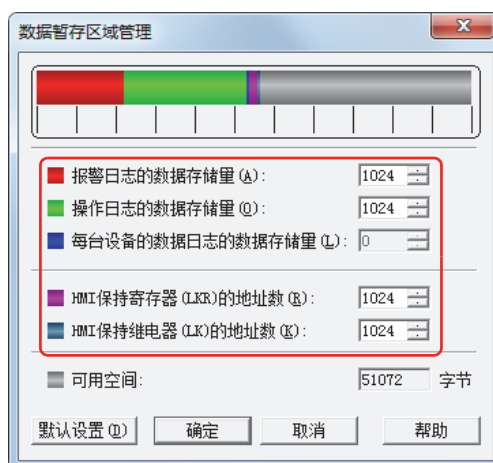 数据暂存区域管理
报警日志的数据存储量(A): 1024
操作日志的数据存储量(O): 1024
每台设备的数据日志的数据存储量(L): 0
HMI保持寄存器(LKR)的地址数(R): 1024
HMI保持继电器(LK)的地址数(K): 1024
可用空间: 51072 字节
默认设置(D) 确定 取消 帮助